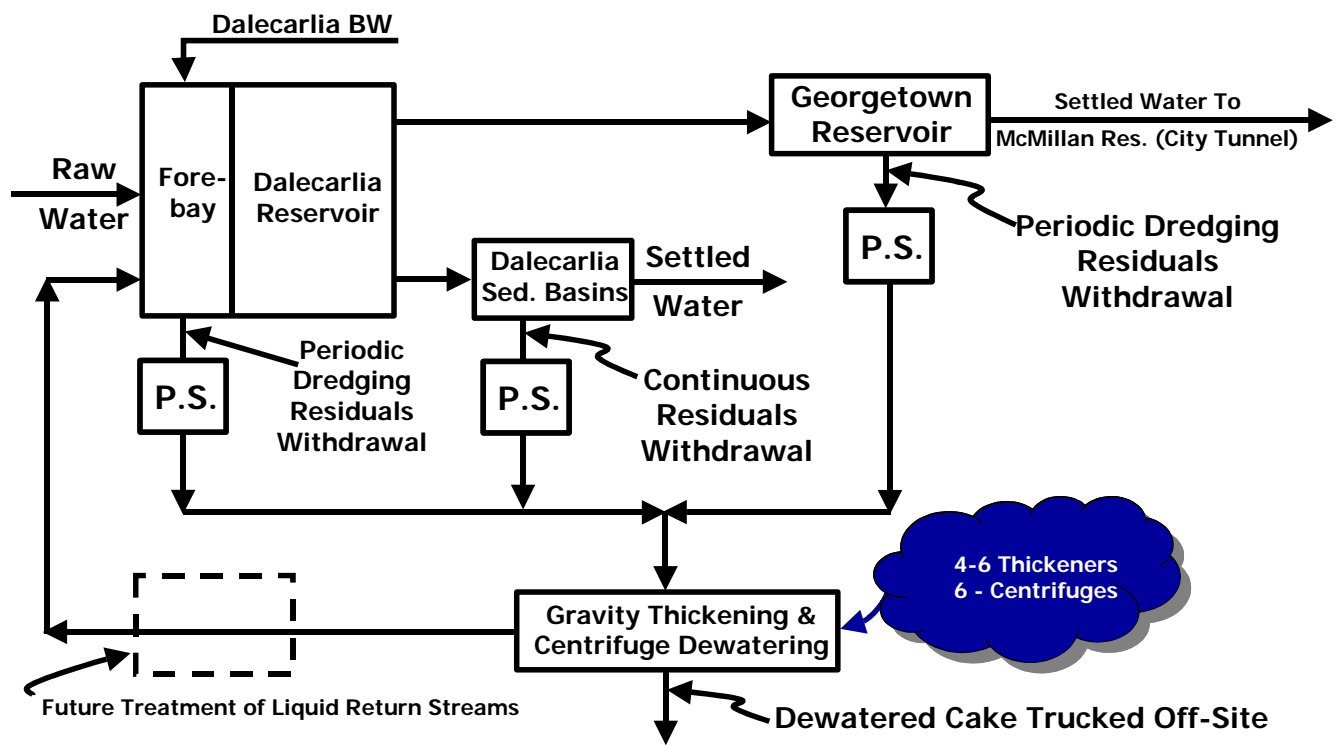 Dalecarlia BW
Raw
Water
Fore-
bay
Dalecarlia
Reservoir
Georgetown
Reservoir
Settled Water To
McMillan Res. (City Tunnel)
P.S.
Periodic Dredging
Residuals
Withdrawal
Dalecarlia
Sed. Basins
Settled
Water
P.S.
Periodic
Dredging
Residuals
Withdrawal
P.S.
Continuous
Residuals
Withdrawal
4-6 Thickeners
6 - Centrifuges
Gravity Thickening &
Centrifuge Dewatering
Future Treatment of Liquid Return Streams
Dewatered Cake Trucked Off-Site